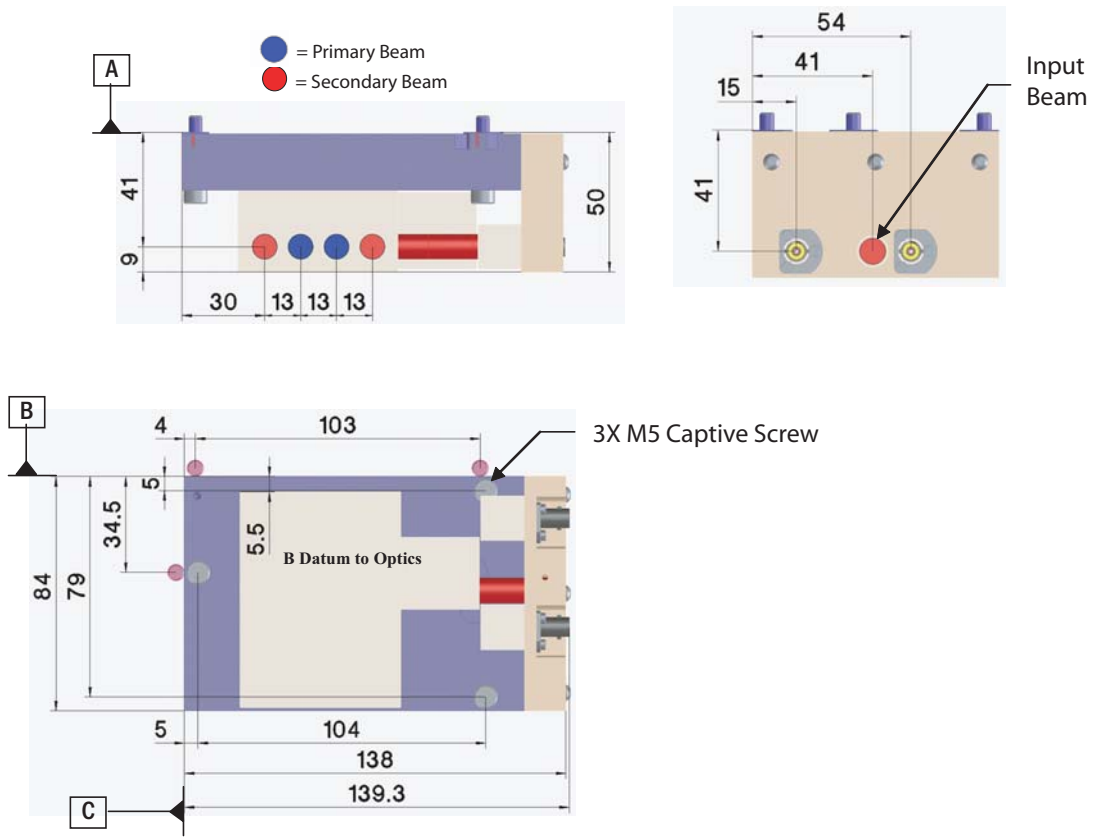 = Primary Beam
= Secondary Beam
A
41
9
50
30
13
13
13
54
41
15
41
Input
Beam
B
4
103
3X M5 Captive Screw
5
5.5
34.5
79
84
B Datum to Optics
5
104
138
139.3
C